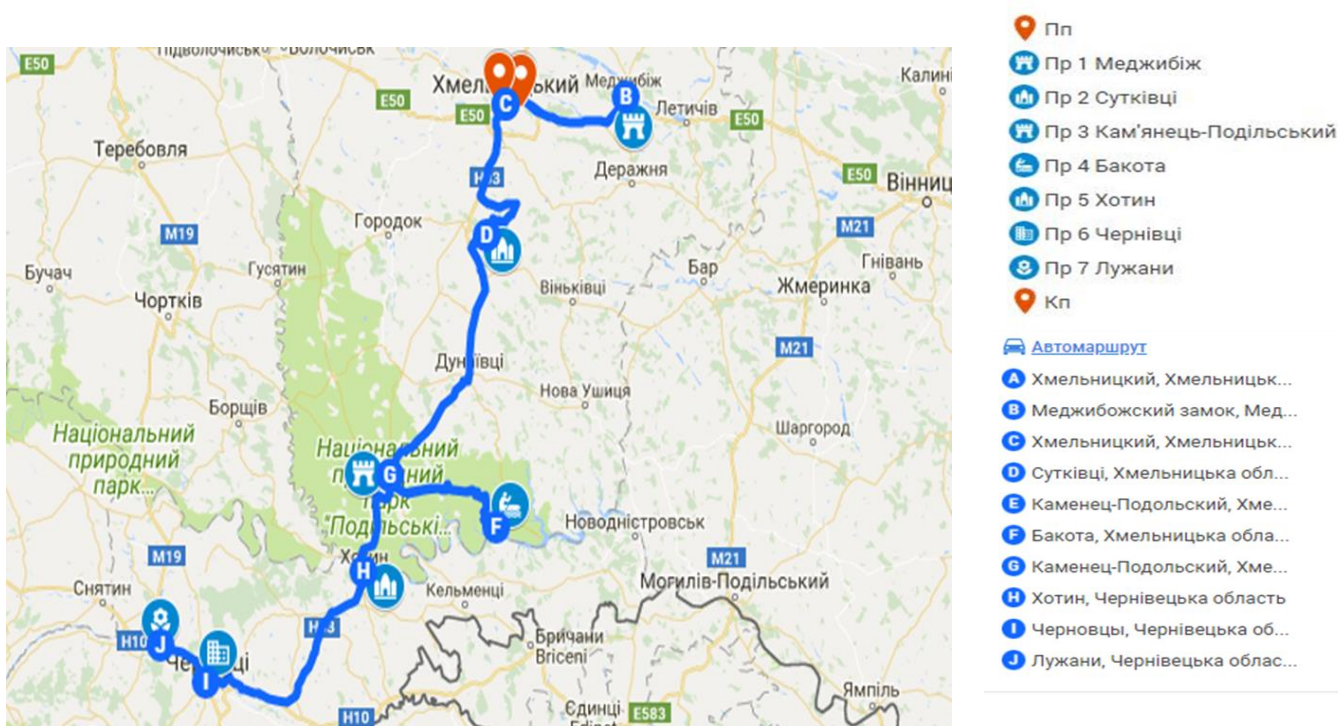 Підволочиськ
Волочиськ
E50
Хмельницький
Меджибіж
Калині
E50
C
B
Летичів
E50
E50
Теребовля
Деражня
E50
Вінниц
H03
M19
Городок
D
M21
Гусятин
Бар
Гнівань
Бучач
Чортків
Віньківці
Жмеринка
Дунаївці
M21
Борщів
Нова Ушиця
Національний
природний
парк...
Шаргород
G
парк
"Подільські...
F
Новодністровськ
M19
Хотин
M21
H
Снятин
Кельменці
Могилів-Подільський
H10
J
H03
Бричани
Briceni
Чернівці
I
Ямпіль
H10
Єдинці
E583
Edineț
Пп
Пр 1 Меджибіж
Пр 2 Сутківці
Пр 3 Кам'янець-Подільський
Пр 4 Бакота
Пр 5 Хотин
Пр 6 Чернівці
Пр 7 Лужани
Кп
Автомаршрут
A Хмельницкий, Хмельницьк...
B Меджибожский замок, Мед...
C Хмельницкий, Хмельницьк...
D Сутківці, Хмельницька обл...
E Каменец-Подольский, Хме...
F Бакота, Хмельницька обла...
G Каменец-Подольский, Хме...
H Хотин, Чернівецька область
I Черновцы, Чернівецька об...
J Лужани, Чернівецька облас...